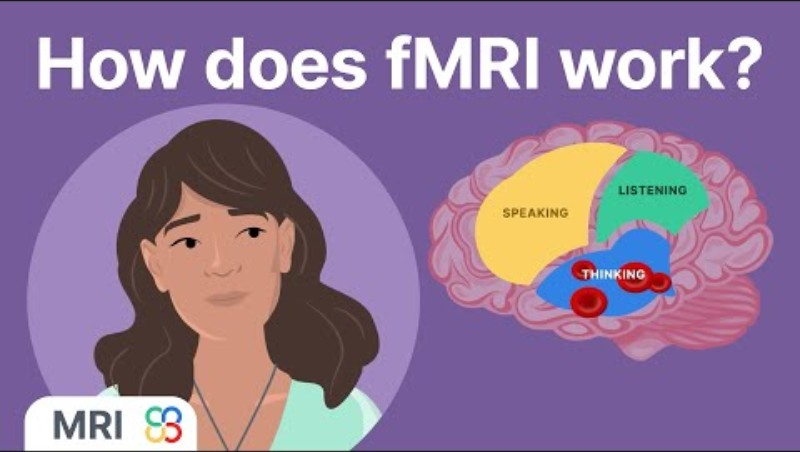 How does fMRI work?
SPEAKING
LISTENING
THINKING
MRI